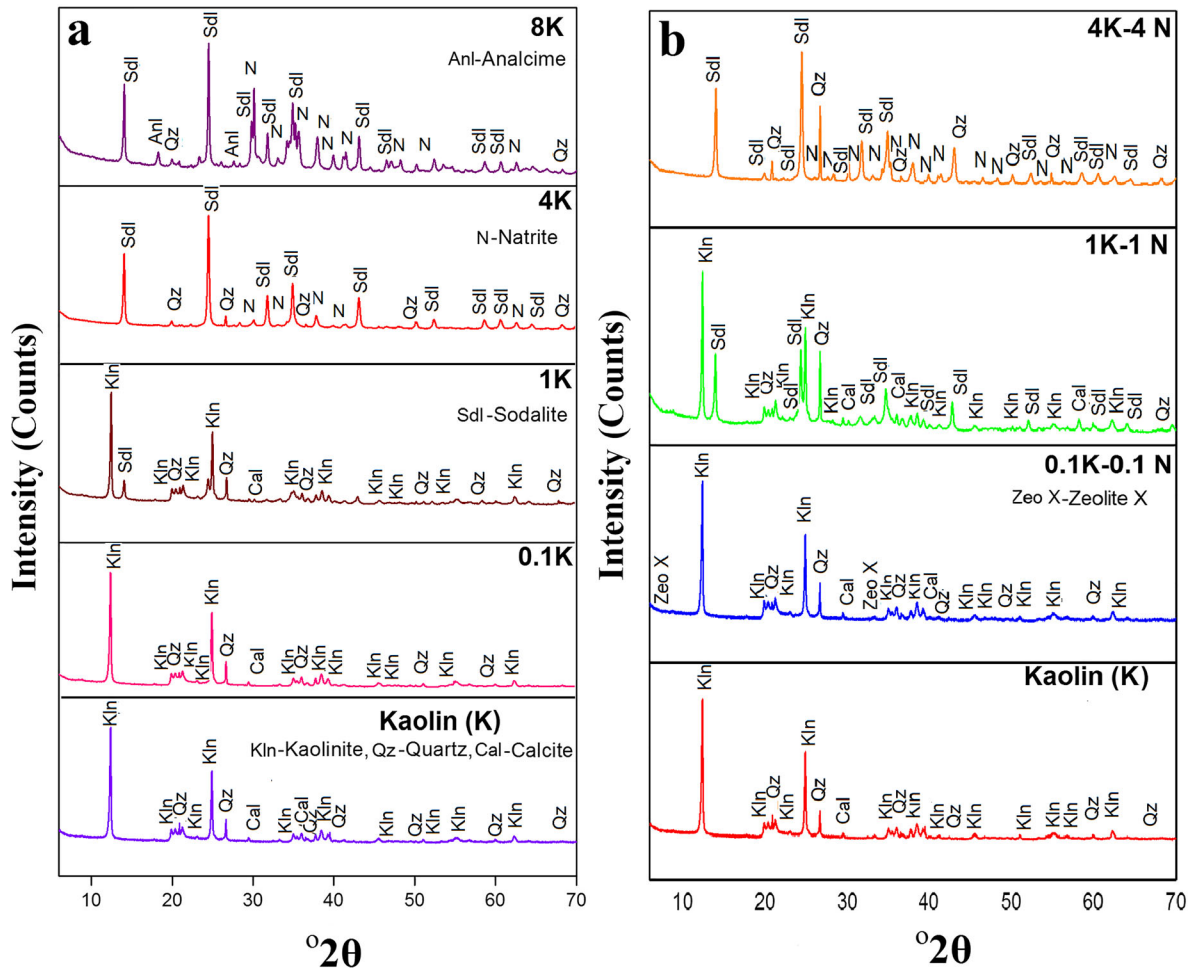 a
8K
Anl-Analcime
Sdl Anl Qz Sdl Anl Sdl N Sdl N Sdl N N N N Sdl Sdl N N Sdl Sdl N Qz
4K
N-Natrite
Sdl Qz Sdl Qz N Sdl N Sdl Qz N N Sdl Qz Sdl Sdl Sdl N Sdl Qz
1K
Sdl-Sodalite
Kln Sdl Kln Qz Kln Kln Qz Cal Kln Qz Kln Kln Kln Qz Kln Qz Kln Qz
0.1K
Kln Kln Qz Kln Kln Kln Qz Cal Kln Qz Kln Kln Kln Kln Qz Kln Qz Kln
Kaolin (K)
Kln-Kaolinite, Qz-Quartz, Cal-Calcite
Kln Kln Qz Kln Kln Qz Cal Kln Cal Qz Kln Qz Kln Qz Kln Kln Qz Kln Qz
10 20 30 40 50 60 70
°2θ
Intensity (Counts)
b
4K-4 N
Sdl Sdl Qz Sdl Sdl N Qz N Sdl N Sdl N Sdl N Qz N N N Qz N N Qz Sdl N Qz N Sdl Sdl N Sdl Qz
1K-1 N
Kln Sdl Kln Qz Kln Sdl Sdl Kln Qz Kln Cal Sdl Sdl Cal Kln Sdl Kln Sdl Kln Kln Sdl Kln Cal Sdl Kln Sdl Qz
0.1K-0.1 N
Zeo X-Zeolite X
Zeo X Kln Kln Qz Kln Kln Qz Cal Zeo X Kln Qz Kln Cal Qz Kln Kln Qz Kln Kln Qz Kln
Kaolin (K)
Kln Kln Qz Kln Kln Qz Cal Kln Qz Kln Kln Qz Kln Kln Kln Kln Qz Kln Qz
10 20 30 40 50 60 70
°2θ
Intensity (Counts)